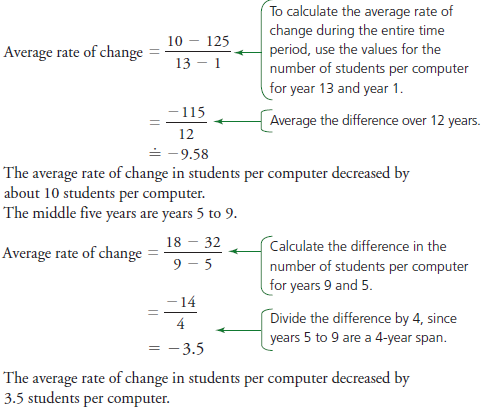 To calculate the average rate of
change during the entire time
period, use the values for the
number of students per computer
for year 13 and year 1.
Average rate of change = (10 − 125)/(13 − 1)
= −115/12
Average the difference over 12 years.
≐ −9.58
The average rate of change in students per computer decreased by
about 10 students per computer.
The middle five years are years 5 to 9.
Average rate of change = (18 − 32)/(9 − 5)
Calculate the difference in the
number of students per computer
for years 9 and 5.
= −14/4
Divide the difference by 4, since
years 5 to 9 are a 4-year span.
= −3.5
The average rate of change in students per computer decreased by
3.5 students per computer.